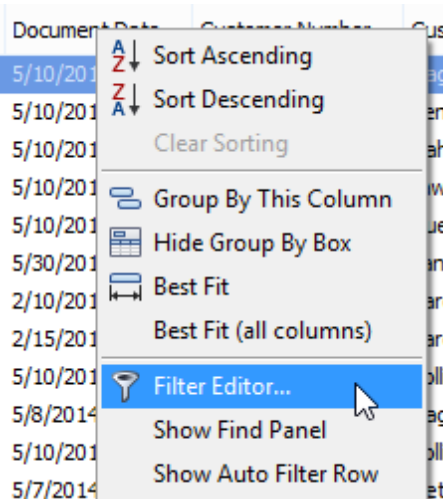 Document Date Customer Number Cus
5/10/201
Sort Ascending
5/10/201
Sort Descending
5/10/201
Clear Sorting
5/10/201
Group By This Column
5/10/201
Hide Group By Box
5/30/201
2/10/201
Best Fit
2/15/201
Best Fit (all columns)
5/10/201
Filter Editor...
5/8/2014
Show Find Panel
5/10/201
Show Auto Filter Row
5/7/2014